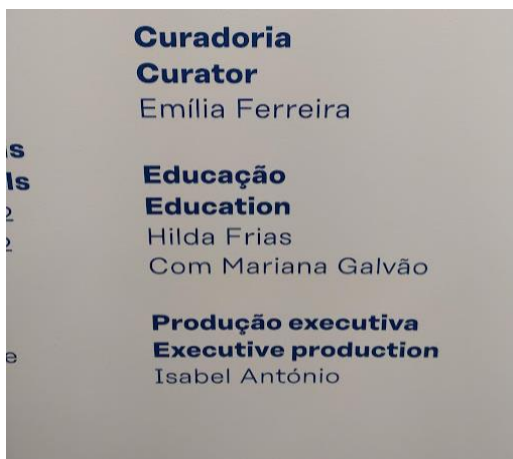 Curadoria
Curator
Emília Ferreira
Educação
Education
Hilda Frias
Com Mariana Galvão
Produção executiva
Executive production
Isabel António